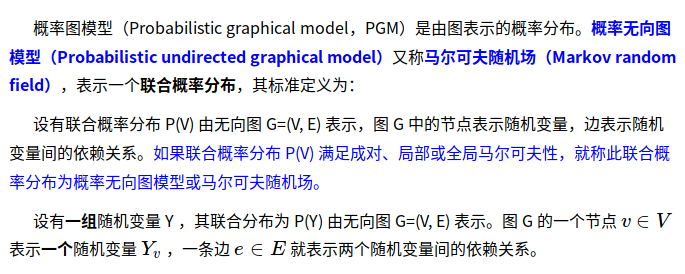 概率图模型（Probabilistic graphical model，PGM）是由图表示的概率分布。概率无向图
模型（Probabilistic undirected graphical model）又称马尔可夫随机场（Markov random
field），表示一个联合概率分布，其标准定义为：
设有联合概率分布 P(V) 由无向图 G=(V, E) 表示，图 G 中的节点表示随机变量，边表示随机
变量间的依赖关系。如果联合概率分布 P(V) 满足成对、局部或全局马尔可夫性，就称此联合概
率分布为概率无向图模型或马尔可夫随机场。
设有一组随机变量 Y ，其联合分布为 P(Y) 由无向图 G=(V, E) 表示。图 G 的一个节点 v ∈ V
表示一个随机变量 Y_v ，一条边 e ∈ E 就表示两个随机变量间的依赖关系。